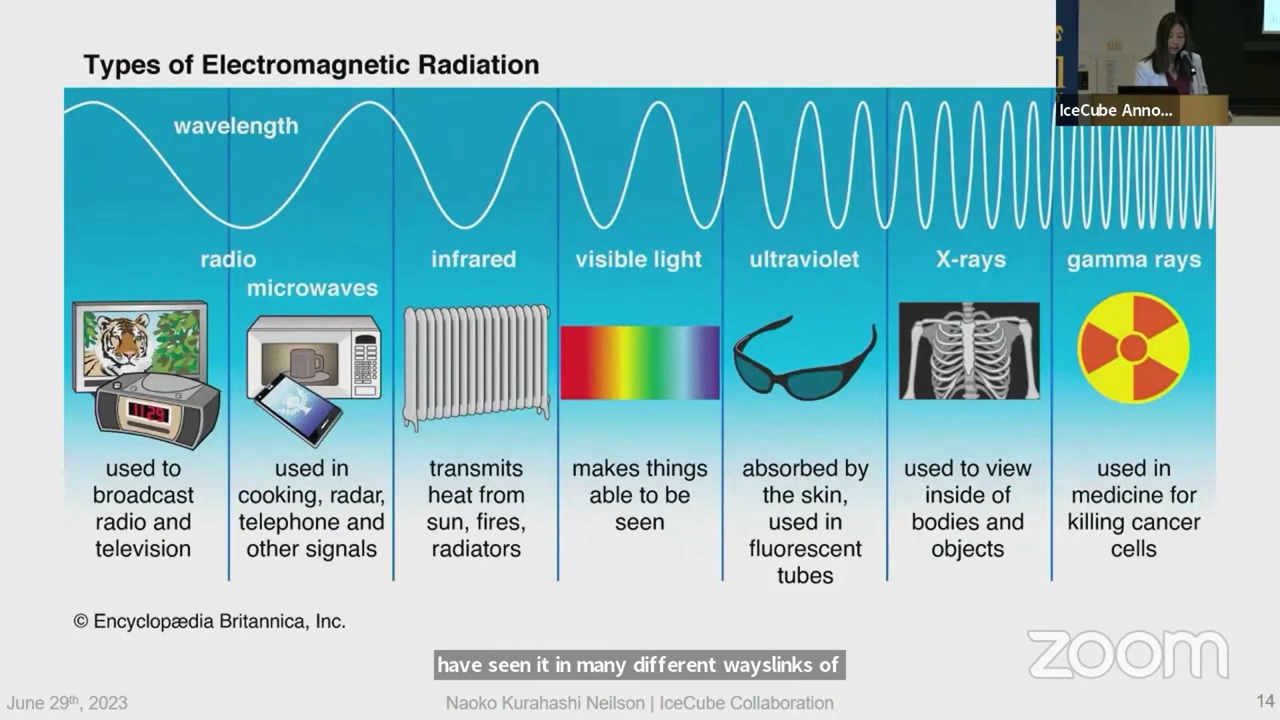 Types of Electromagnetic Radiation
IceCube Anno...
wavelength
radio
microwaves
infrared
visible light
ultraviolet
X-rays
gamma rays
11:29
used to
broadcast
radio and
television
used in
cooking, radar,
telephone and
other signals
transmits
heat from
sun, fires,
radiators
makes things
able to be
seen
absorbed by
the skin,
used in
fluorescent
tubes
used to view
inside of
bodies and
objects
used in
medicine for
killing cancer
cells
© Encyclopædia Britannica, Inc.
have seen it in many different wayslinks of
zoom
June 29th, 2023
Naoko Kurahashi Neilson | IceCube Collaboration
14